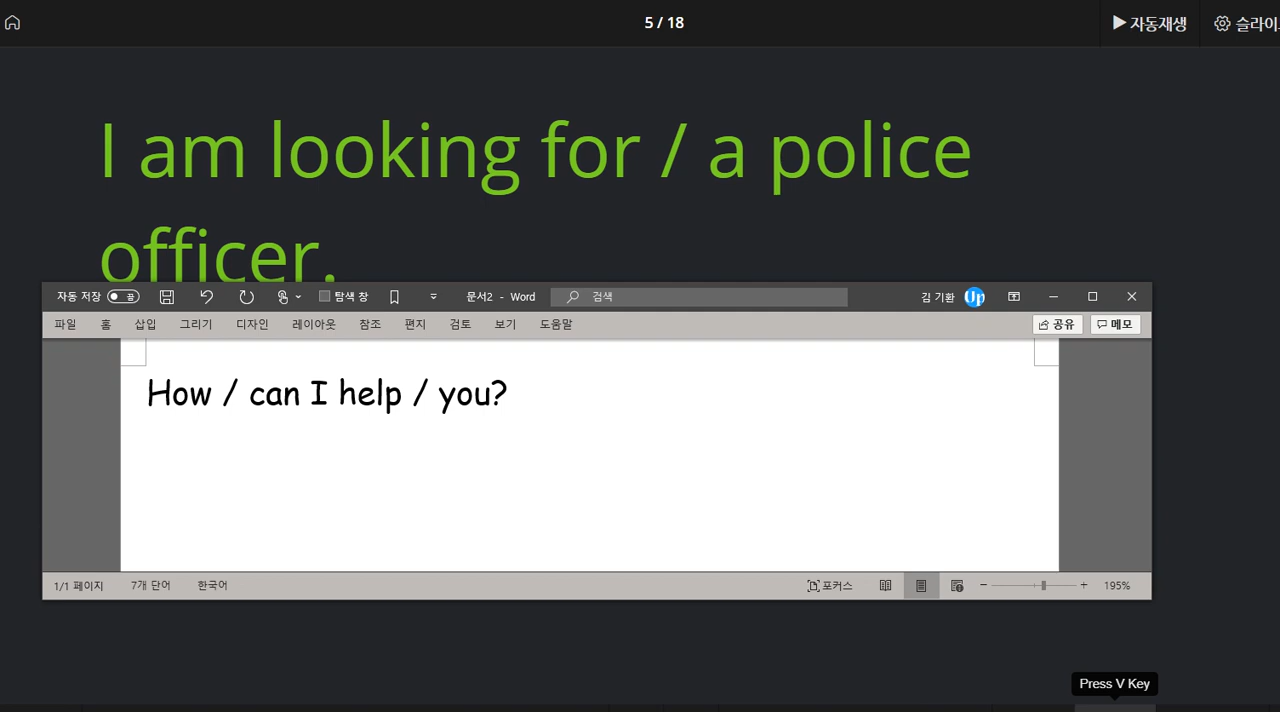 5 / 18
▶ 자동재생
슬라이
I am looking for / a police
officer.
자동 저장 끔 탐색 창 문서2 - Word 검색 김 기환 Up
파일 홈 삽입 그리기 디자인 레이아웃 참조 편지 검토 보기 도움말 공유 메모
How / can I help / you?
1/1 페이지 7개 단어 한국어 포커스 195%
Press V Key